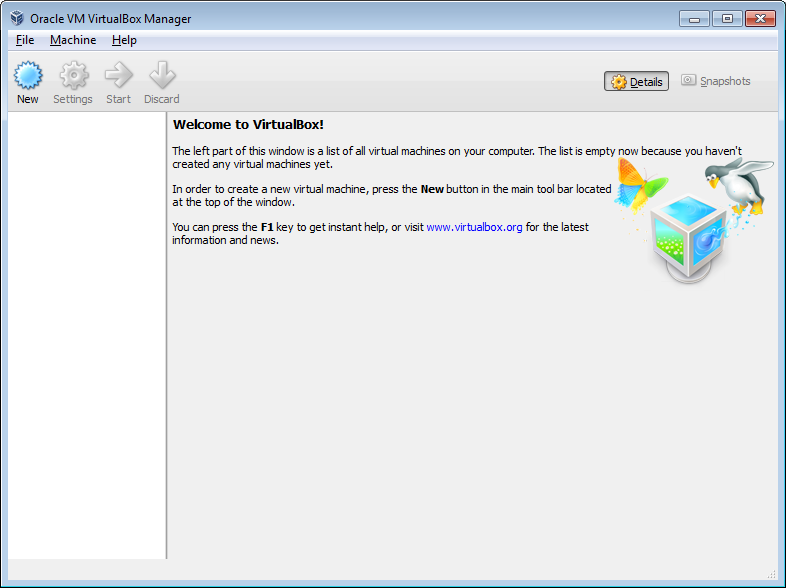 Oracle VM VirtualBox Manager
File Machine Help
New Settings Start Discard
Details Snapshots
Welcome to VirtualBox!
The left part of this window is a list of all virtual machines on your computer. The list is empty now because you haven't
created any virtual machines yet.
In order to create a new virtual machine, press the New button in the main tool bar located
at the top of the window.
You can press the F1 key to get instant help, or visit www.virtualbox.org for the latest
information and news.